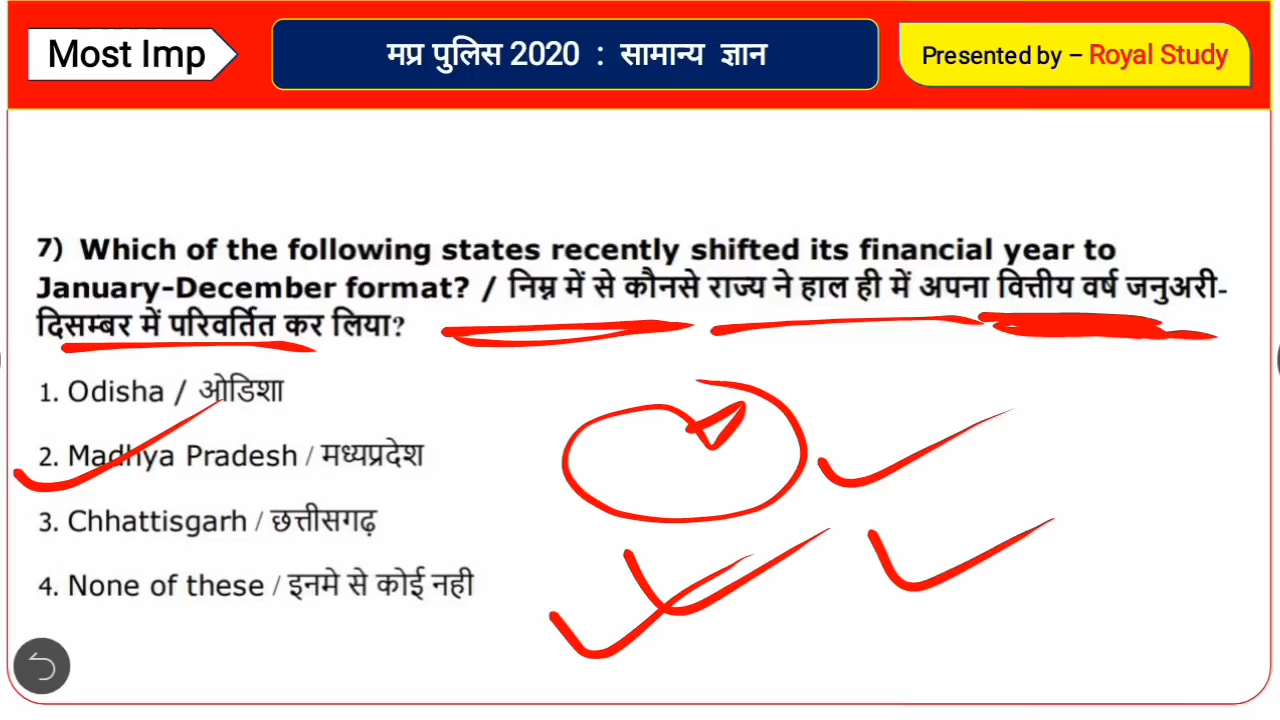 Most Imp
मप्र पुलिस 2020 : सामान्य ज्ञान
Presented by – Royal Study
7) Which of the following states recently shifted its financial year to
January-December format? / निम्न में से कौनसे राज्य ने हाल ही में अपना वित्तीय वर्ष जनुअरी-
दिसम्बर में परिवर्तित कर लिया?
1. Odisha / ओडिशा
2. Madhya Pradesh / मध्यप्रदेश
3. Chhattisgarh / छत्तीसगढ़
4. None of these / इनमे से कोई नही